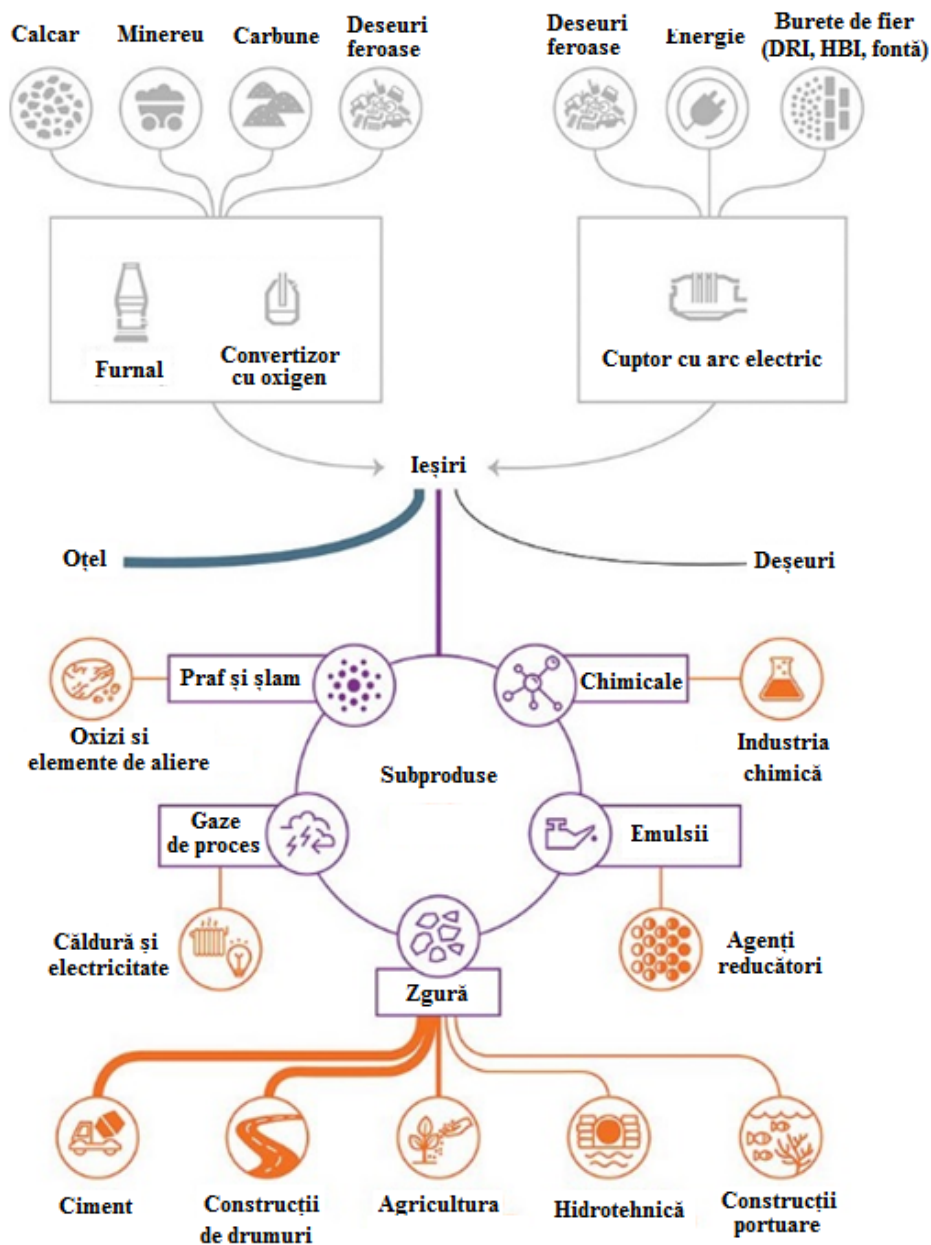 Calcar
Minereu
Carbune
Deseuri
feroase
Deseuri
feroase
Energie
Burete de fier
(DRI, HBI, fontă)
Furnal
Convertizor
cu oxigen
Cuptor cu arc electric
Ieșiri
Oțel
Deșeuri
Praf și șlam
Chimicale
Oxizi si
elemente de aliere
Industria
chimică
Subproduse
Gaze
de proces
Emulsii
Căldură și
electricitate
Agenți
reducători
Zgură
Ciment
Construcții
de drumuri
Agricultura
Hidrotehnică
Construcții
portuare